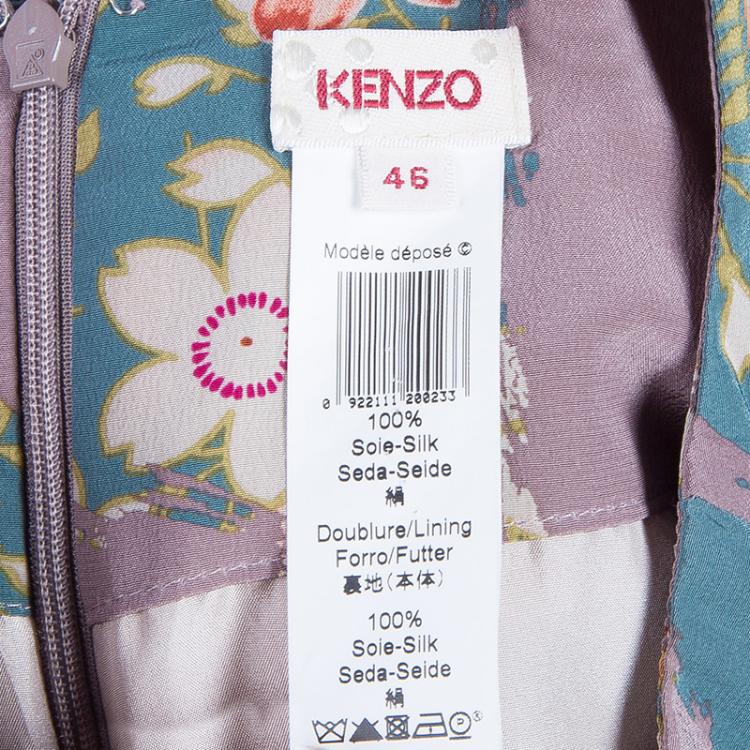 KENZO
46
Modèle déposé ©
0 922111 200233
100%
Soie-Silk
Seda-Seide
絹
Doublure/Lining
Forro/Futter
裏地(本体)
100%
Soie-Silk
Seda-Seide
絹